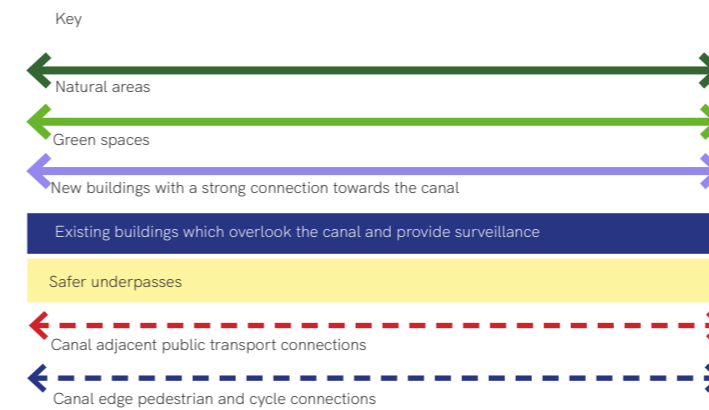 Key
Natural areas
Green spaces
New buildings with a strong connection towards the canal
Existing buildings which overlook the canal and provide surveillance
Safer underpasses
Canal adjacent public transport connections
Canal edge pedestrian and cycle connections